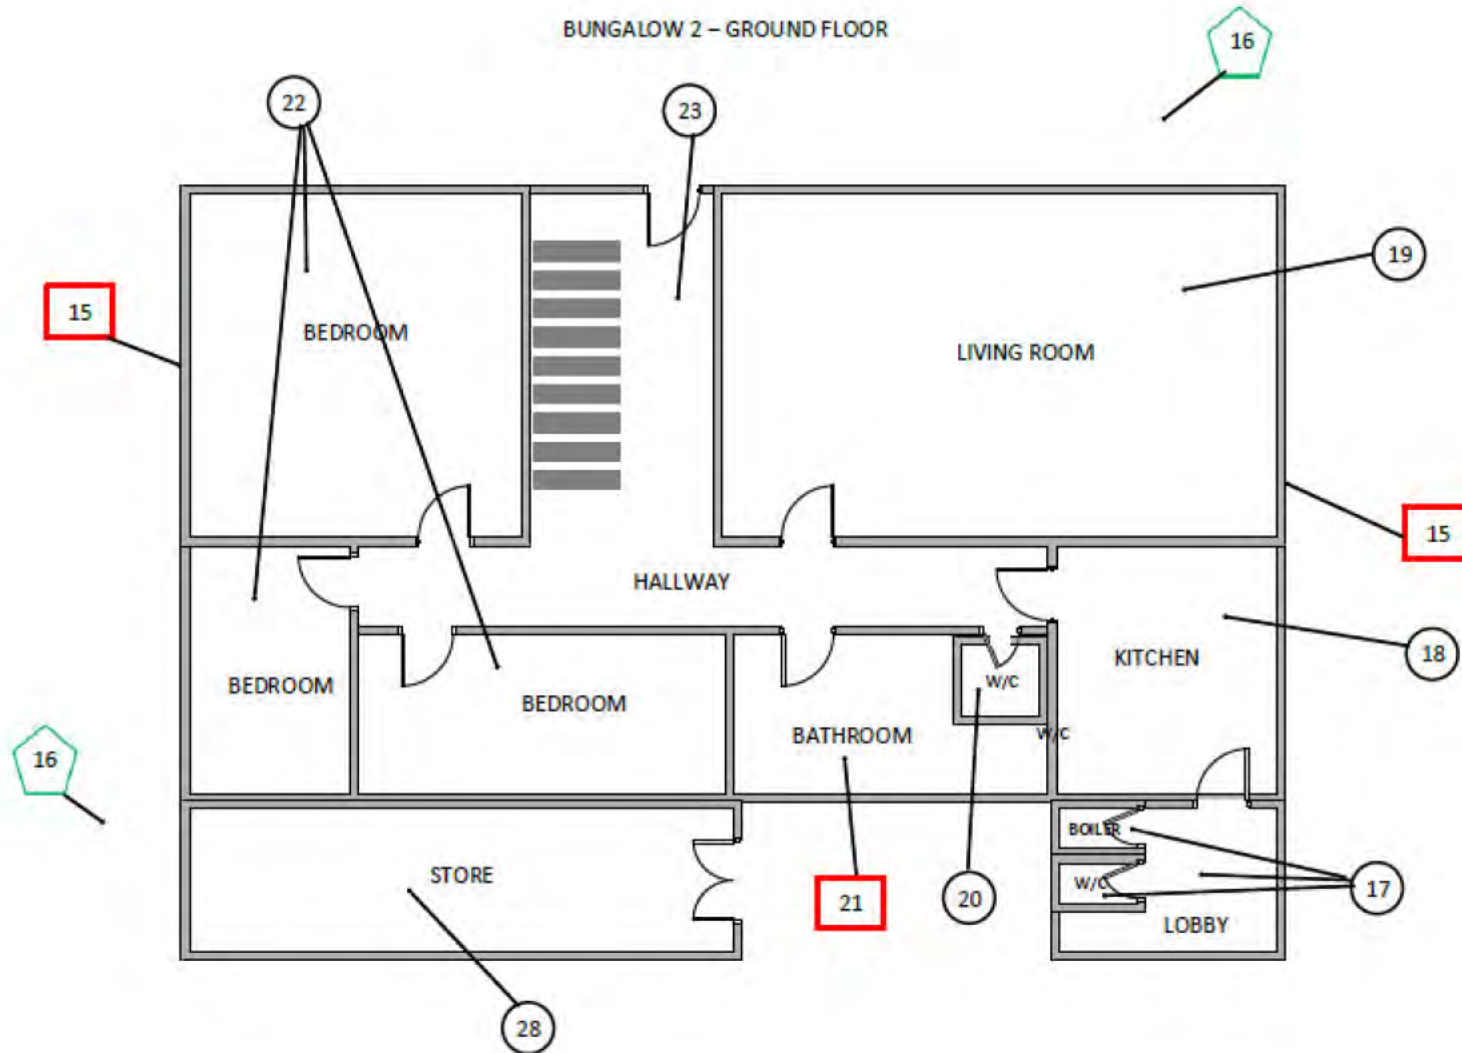 BUNGALOW 2 – GROUND FLOOR
16
22
23
19
15
BEDROOM
LIVING ROOM
15
HALLWAY
18
KITCHEN
W/C
BEDROOM
BEDROOM
BATHROOM
W/C
16
BOILER
STORE
W/C
17
21
20
LOBBY
28